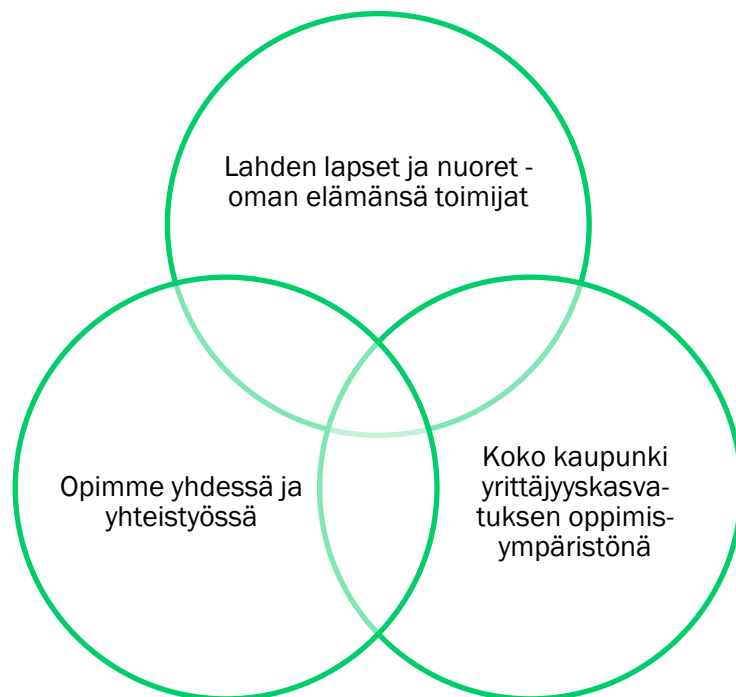 Lahden lapset ja nuoret -
oman elämänsä toimijat
Opimme yhdessä ja
yhteistyössä
Koko kaupunki
yrittäjyyskasva-
tuksen oppimis-
ympäristönä